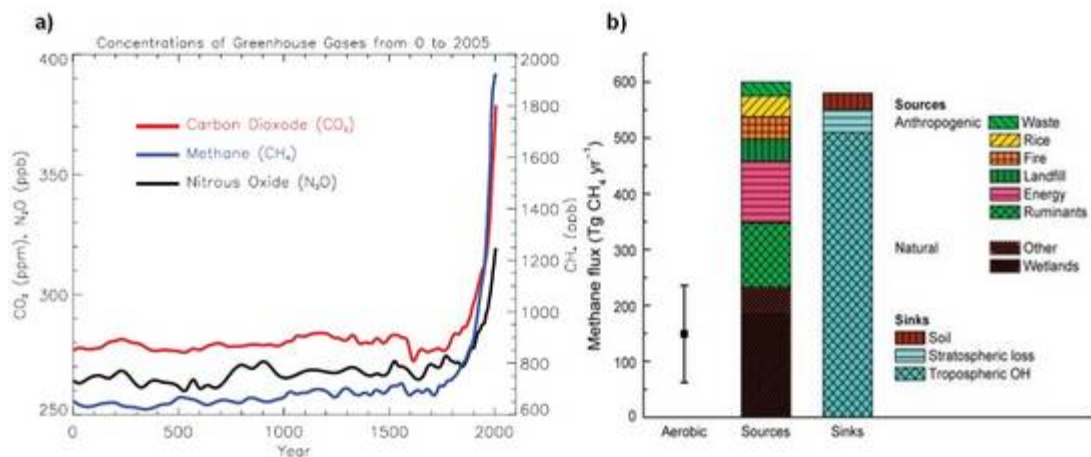 a)
Concentrations of Greenhouse Gases from 0 to 2005
400
350
300
250
CO₂ (ppm), N₂O (ppb)
2000
1800
1600
1400
1200
1000
800
600
CH₄ (ppb)
Carbon Dioxode (CO₂)
Methane (CH₄)
Nitrous Oxide (N₂O)
0 500 1000 1500 2000
Year
b)
600
500
400
300
200
100
0
Methane flux (Tg CH₄ yr⁻¹)
Aerobic Sources Sinks
Sources
Anthropogenic Waste
Rice
Fire
Landfill
Energy
Ruminants
Natural Other
Wetlands
Sinks
Soil
Stratospheric loss
Tropospheric OH